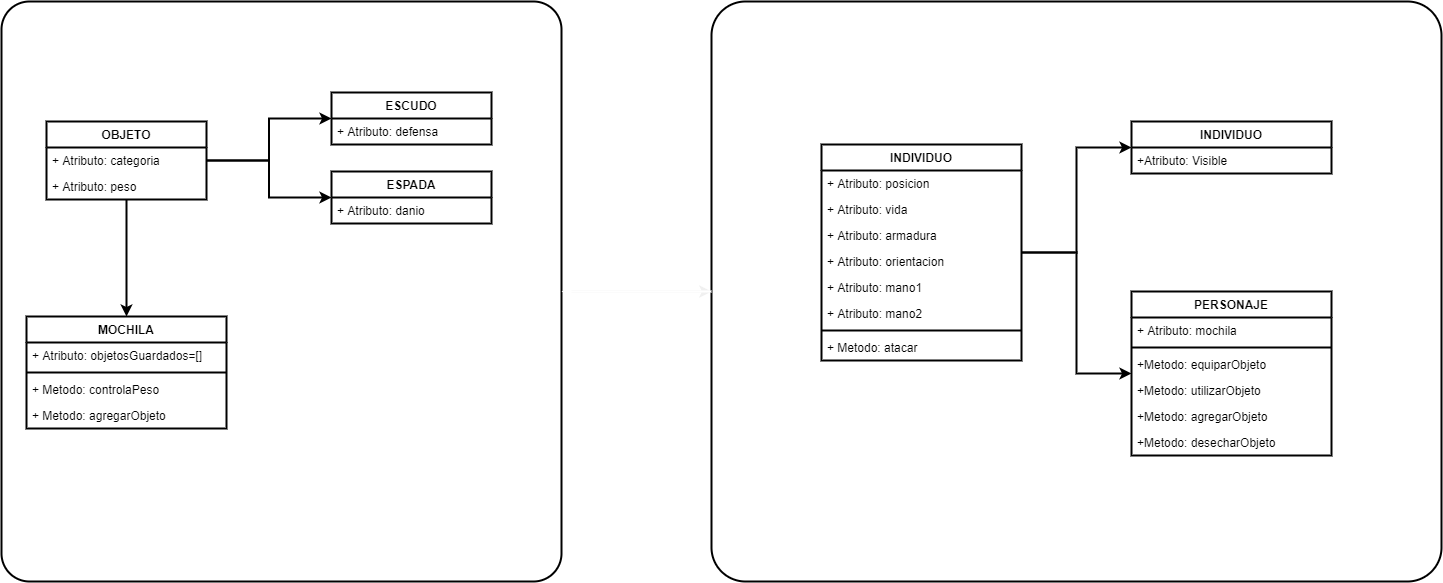 OBJETO
+ Atributo: categoria
+ Atributo: peso
ESCUDO
+ Atributo: defensa
ESPADA
+ Atributo: danio
MOCHILA
+ Atributo: objetosGuardados=[]
+ Metodo: controlaPeso
+ Metodo: agregarObjeto
INDIVIDUO
+ Atributo: posicion
+ Atributo: vida
+ Atributo: armadura
+ Atributo: orientacion
+ Atributo: mano1
+ Atributo: mano2
+ Metodo: atacar
INDIVIDUO
+Atributo: Visible
PERSONAJE
+ Atributo: mochila
+Metodo: equiparObjeto
+Metodo: utilizarObjeto
+Metodo: agregarObjeto
+Metodo: desecharObjeto